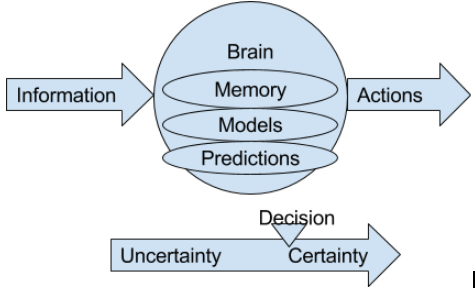 Brain
Information
Memory
Actions
Models
Predictions
Decision
Uncertainty
Certainty